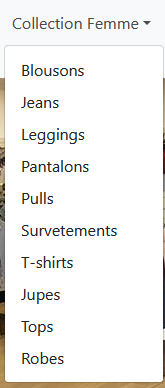 Collection Femme
Blousons
Jeans
Leggings
Pantalons
Pulls
Survetements
T-shirts
Jupes
Tops
Robes